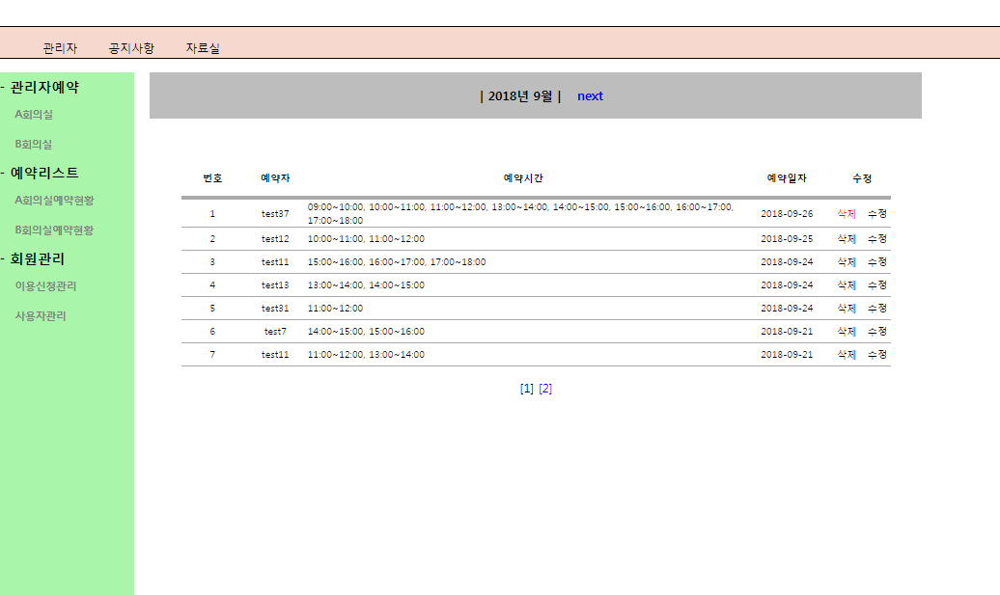 관리자 공지사항 자료실
- 관리자예약
A회의실
B회의실
- 예약리스트
A회의실예약현황
B회의실예약현황
- 회원관리
이용신청관리
사용자관리
| 2018년 9월 | next
번호 예약자 예약시간 예약일자 수정
1 test37 09:00~10:00, 10:00~11:00, 11:00~12:00, 13:00~14:00, 14:00~15:00, 15:00~16:00, 16:00~17:00,
17:00~18:00 2018-09-26 삭제 수정
2 test12 10:00~11:00, 11:00~12:00 2018-09-25 삭제 수정
3 test11 15:00~16:00, 16:00~17:00, 17:00~18:00 2018-09-24 삭제 수정
4 test13 13:00~14:00, 14:00~15:00 2018-09-24 삭제 수정
5 test31 11:00~12:00 2018-09-24 삭제 수정
6 test7 14:00~15:00, 15:00~16:00 2018-09-21 삭제 수정
7 test11 11:00~12:00, 13:00~14:00 2018-09-21 삭제 수정
[1] [2]